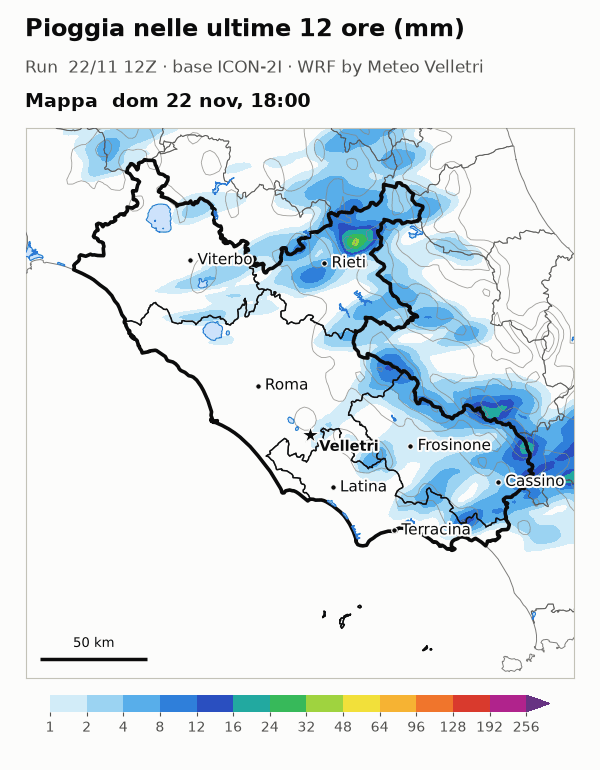 Pioggia nelle ultime 12 ore (mm)
Run  22/11 12Z · base ICON-2I · WRF by Meteo Velletri
Mappa  dom 22 nov, 18:00
Viterbo
Rieti
Roma
Velletri
Frosinone
Latina
Cassino
Terracina
50 km
1 2 4 8 12 16 24 32 48 64 96 128 192 256